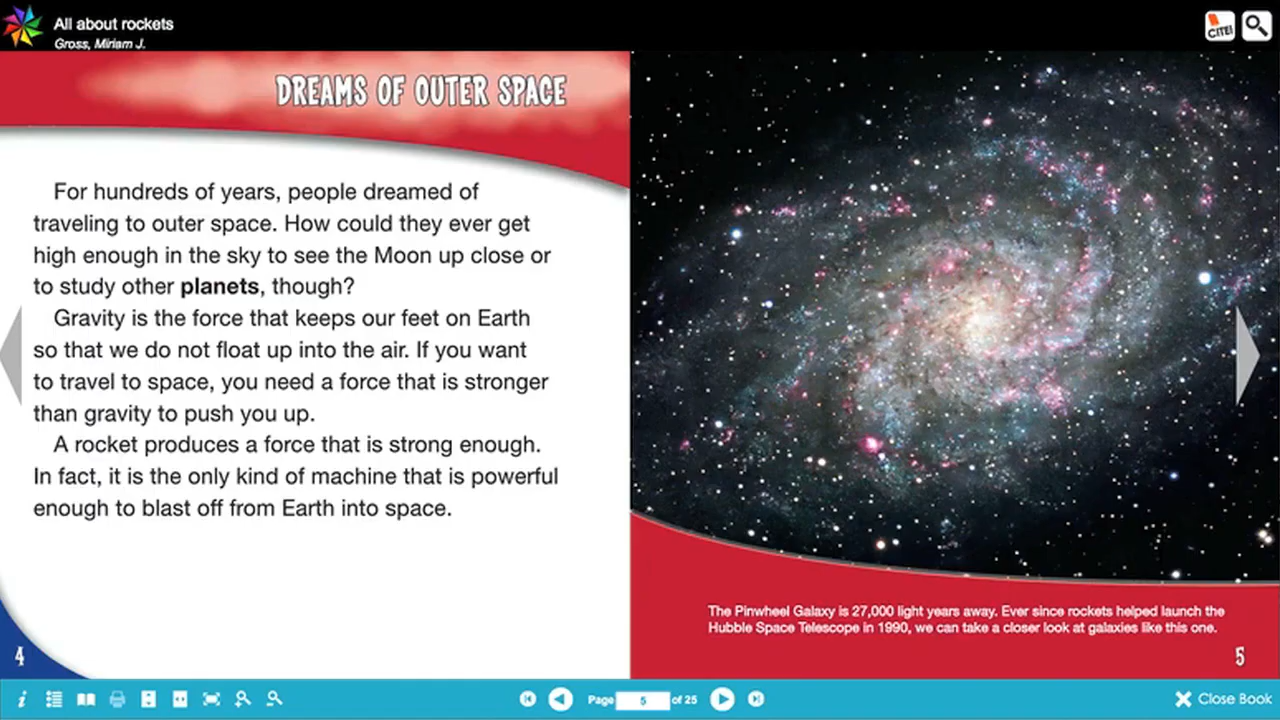 All about rockets
Gross, Miriam J.
CITE!
DREAMS OF OUTER SPACE
For hundreds of years, people dreamed of
traveling to outer space. How could they ever get
high enough in the sky to see the Moon up close or
to study other planets, though?
Gravity is the force that keeps our feet on Earth
so that we do not float up into the air. If you want
to travel to space, you need a force that is stronger
than gravity to push you up.
A rocket produces a force that is strong enough.
In fact, it is the only kind of machine that is powerful
enough to blast off from Earth into space.
4
The Pinwheel Galaxy is 27,000 light years away. Ever since rockets helped launch the
Hubble Space Telescope in 1990, we can take a closer look at galaxies like this one.
5
i
Page 5 of 25
Close Book